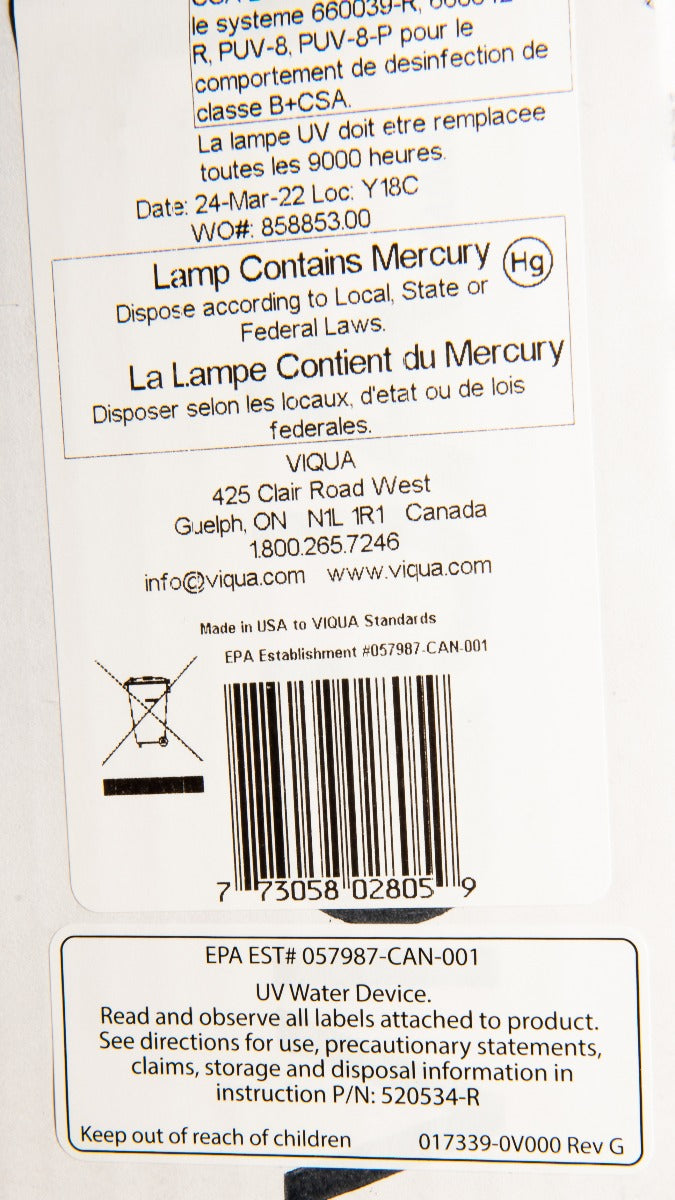 le systeme 660039-R,
R, PUV-8, PUV-8-P pour le
comportement de desinfection de
classe B+CSA.
La lampe UV doit etre remplacee
toutes les 9000 heures.
Date: 24-Mar-22 Loc: Y18C
WO#: 858853.00
Lamp Contains Mercury Hg
Dispose according to Local, State or
Federal Laws.
La Lampe Contient du Mercury
Disposer selon les locaux, d'etat ou de lois
federales.
VIQUA
425 Clair Road West
Guelph, ON N1L 1R1 Canada
1.800.265.7246
info@viqua.com www.viqua.com
Made in USA to VIQUA Standards
EPA Establishment #057987-CAN-001
7 73058 02805 9
EPA EST# 057987-CAN-001
UV Water Device.
Read and observe all labels attached to product.
See directions for use, precautionary statements,
claims, storage and disposal information in
instruction P/N: 520534-R
Keep out of reach of children 017339-0V000 Rev G